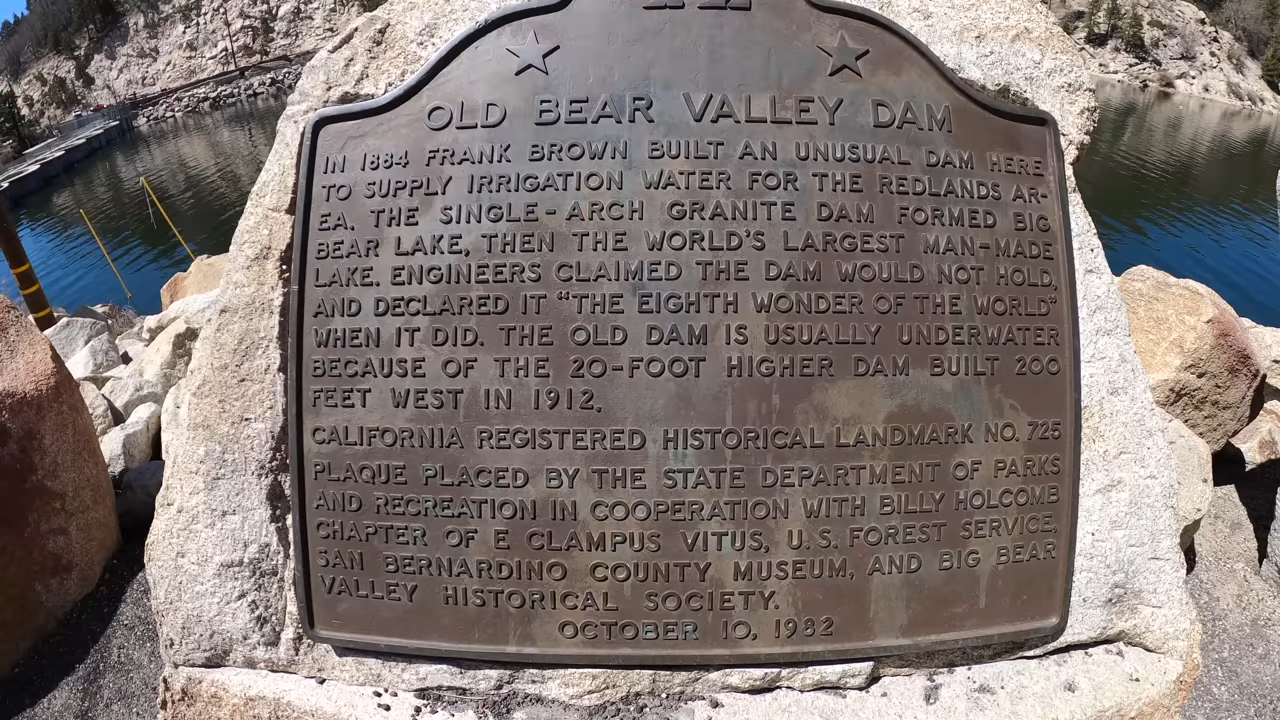 OLD BEAR VALLEY DAM
IN 1884 FRANK BROWN BUILT AN UNUSUAL DAM HERE
TO SUPPLY IRRIGATION WATER FOR THE REDLANDS AR-
EA. THE SINGLE-ARCH GRANITE DAM FORMED BIG
BEAR LAKE, THEN THE WORLD'S LARGEST MAN-MADE
LAKE. ENGINEERS CLAIMED THE DAM WOULD NOT HOLD,
AND DECLARED IT "THE EIGHTH WONDER OF THE WORLD"
WHEN IT DID. THE OLD DAM IS USUALLY UNDERWATER
BECAUSE OF THE 20-FOOT HIGHER DAM BUILT 200
FEET WEST IN 1912.
CALIFORNIA REGISTERED HISTORICAL LANDMARK NO. 725
PLAQUE PLACED BY THE STATE DEPARTMENT OF PARKS
AND RECREATION IN COOPERATION WITH BILLY HOLCOMB
CHAPTER OF E CLAMPUS VITUS, U.S. FOREST SERVICE,
SAN BERNARDINO COUNTY MUSEUM, AND BIG BEAR
VALLEY HISTORICAL SOCIETY.
OCTOBER 10, 1982